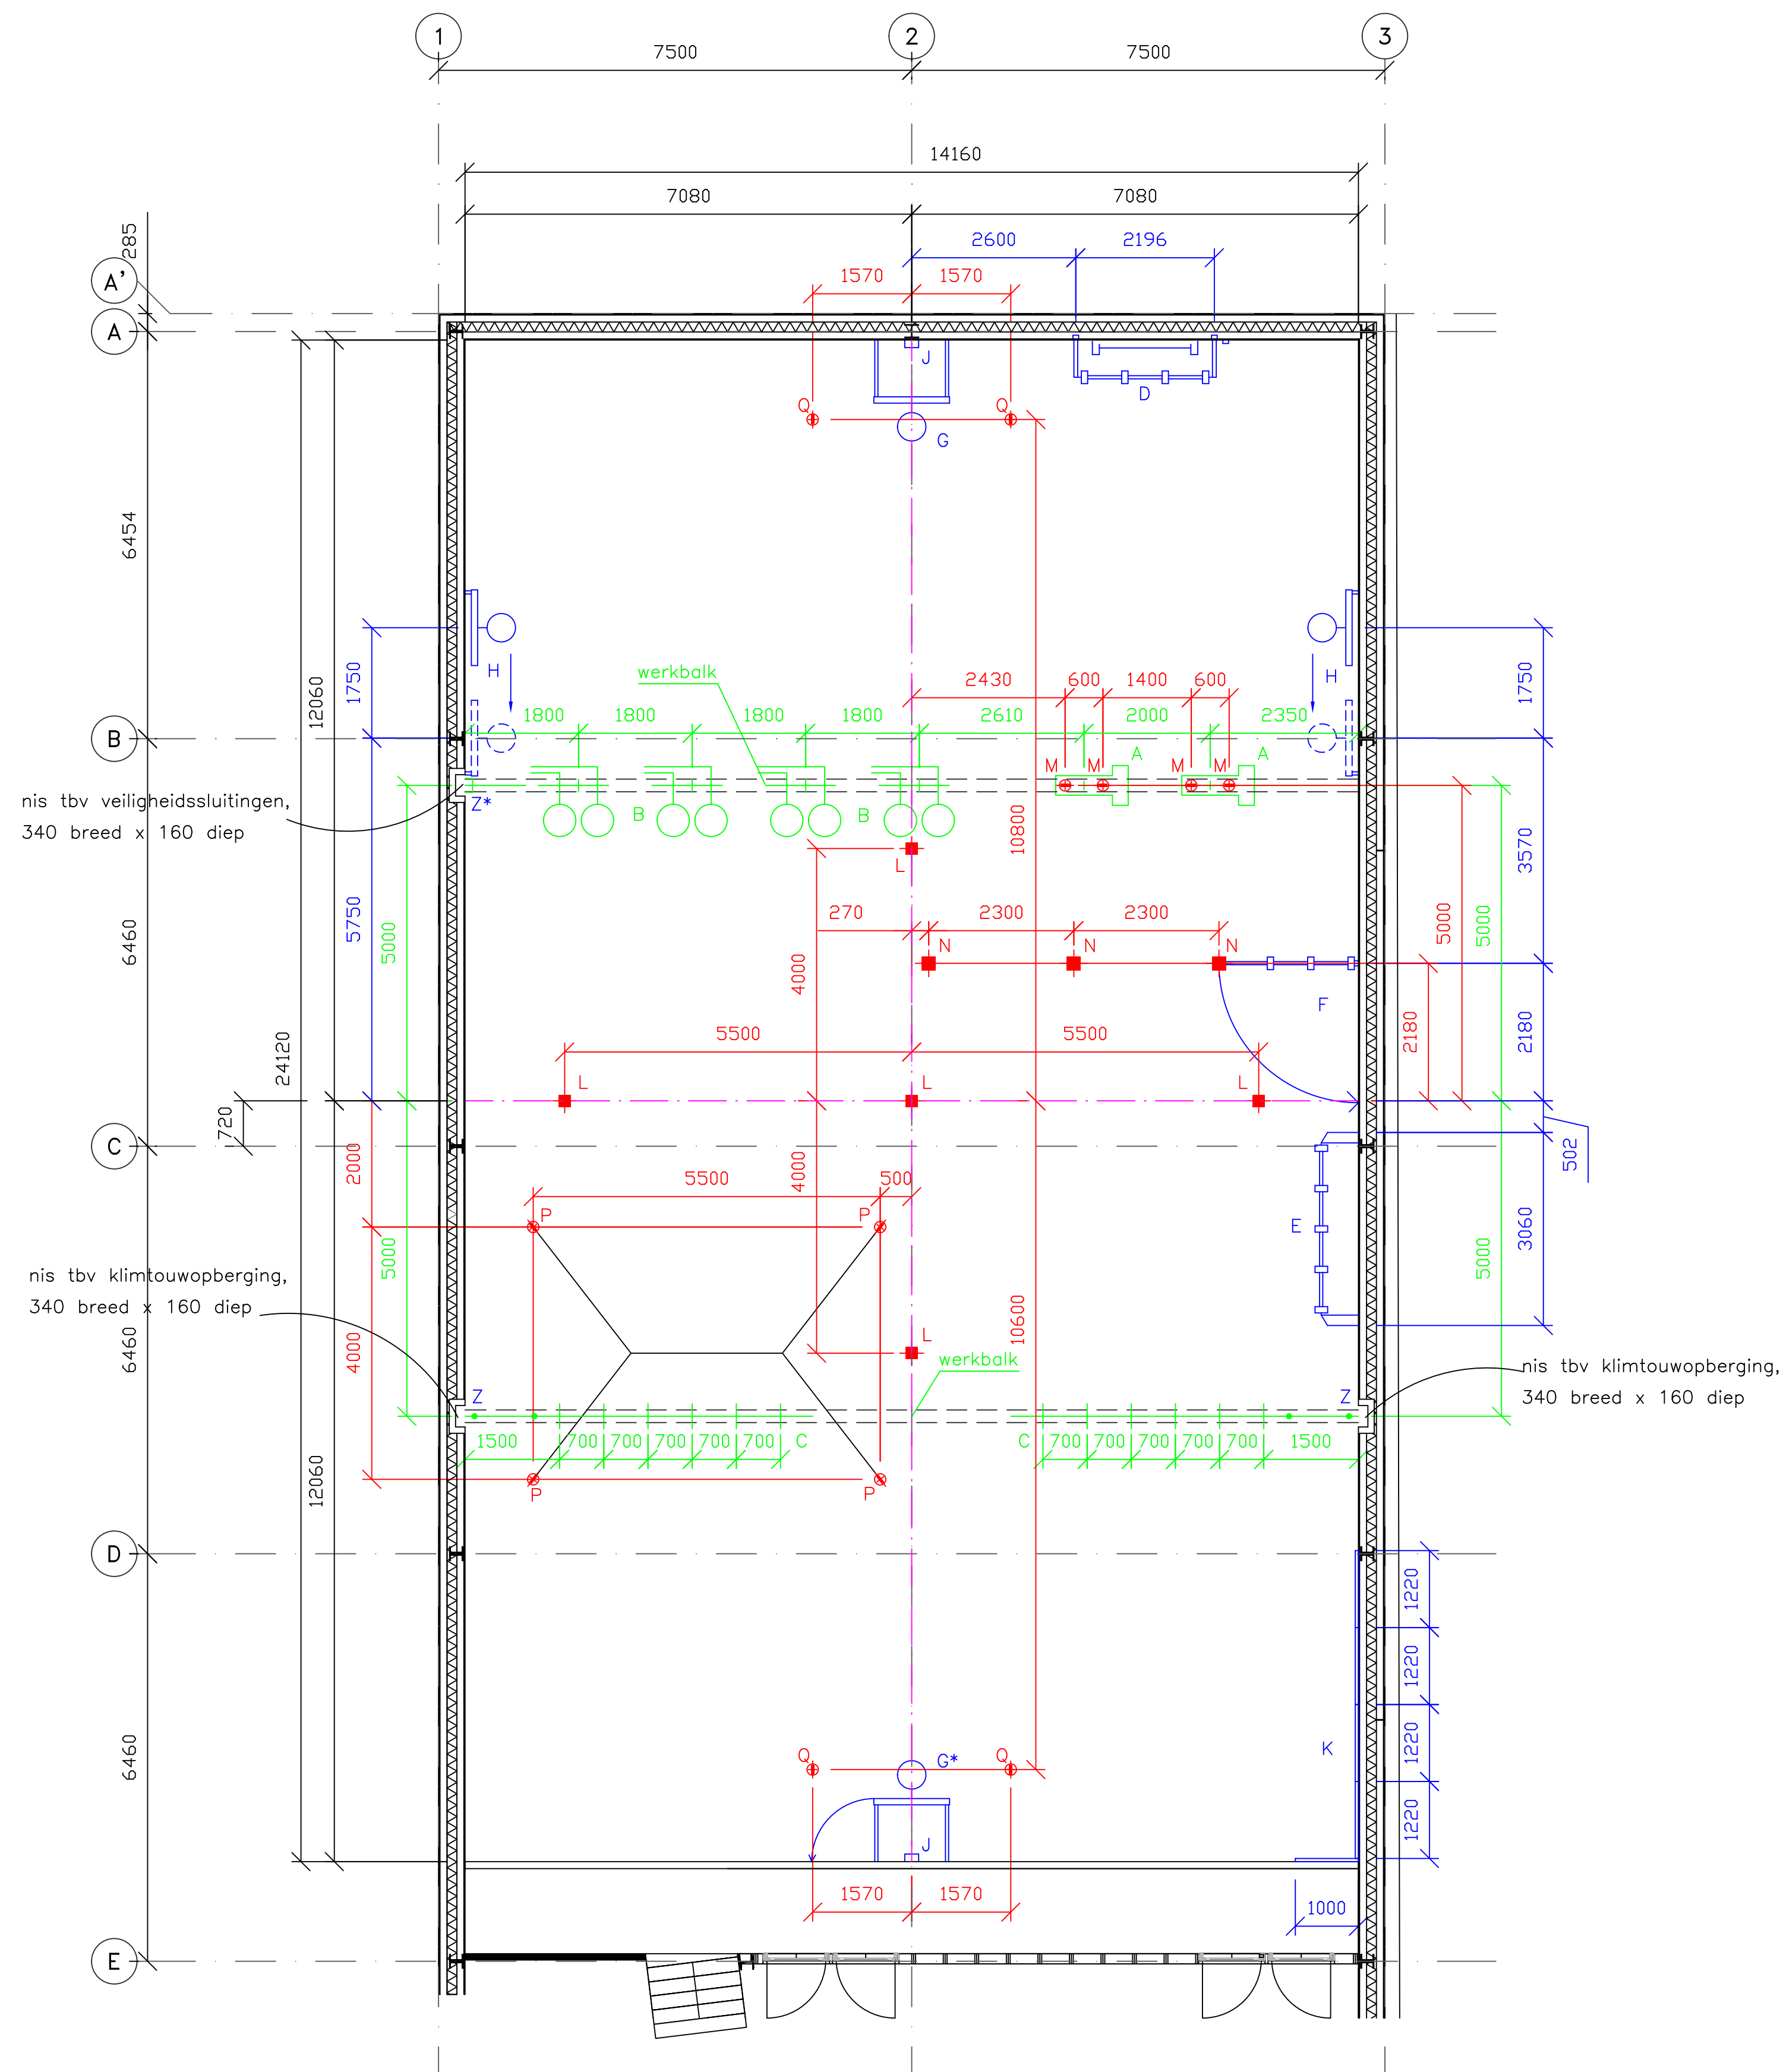 1 2 3
7500 7500
14160
7080 7080
285
2600 2196
A'
1570 1570
A
J
D
Q Q
G
6454
H H
1750 12060 werkbalk 1750
2430 600 1400 600
1800 1800 1800 1800 2610 2000 2350
B
A A
M M M M
nis tbv veiligheidssluitingen,
340 breed x 160 diep
Z*
B B
10800
L
3570
270 2300 2300
5750 5000 5000 5000
6460
N N N
4000
F
5500 5500
2180 2180
24120
L L L
720
C
502
2000
4000
5500 500
P P
E
3060
5000
5000
nis tbv klimtouwopberging,
340 breed x 160 diep
10600
L
6460
4000
werkbalk
nis tbv klimtouwopberging,
340 breed x 160 diep
Z Z
1500 700 700 700 700 700 C
C 700 700 700 700 700 1500
12060
P P
D
1220
1220
1220
1220
6460
K
Q Q
G*
J
1570 1570
1000
E